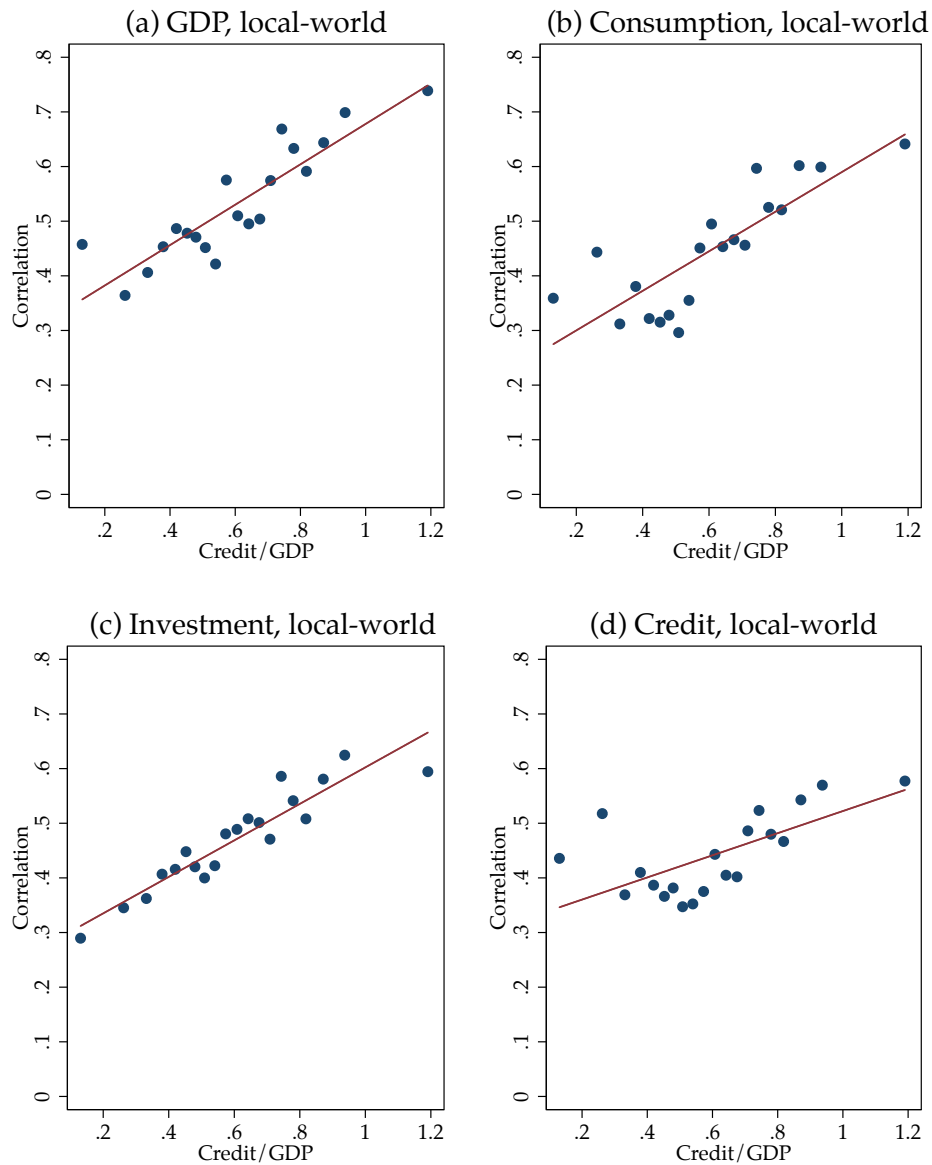 (a) GDP, local-world
Correlation
0 .1 .2 .3 .4 .5 .6 .7 .8
.2 .4 .6 .8 1 1.2
Credit/GDP
(b) Consumption, local-world
Correlation
0 .1 .2 .3 .4 .5 .6 .7 .8
.2 .4 .6 .8 1 1.2
Credit/GDP
(c) Investment, local-world
Correlation
0 .1 .2 .3 .4 .5 .6 .7 .8
.2 .4 .6 .8 1 1.2
Credit/GDP
(d) Credit, local-world
Correlation
0 .1 .2 .3 .4 .5 .6 .7 .8
.2 .4 .6 .8 1 1.2
Credit/GDP